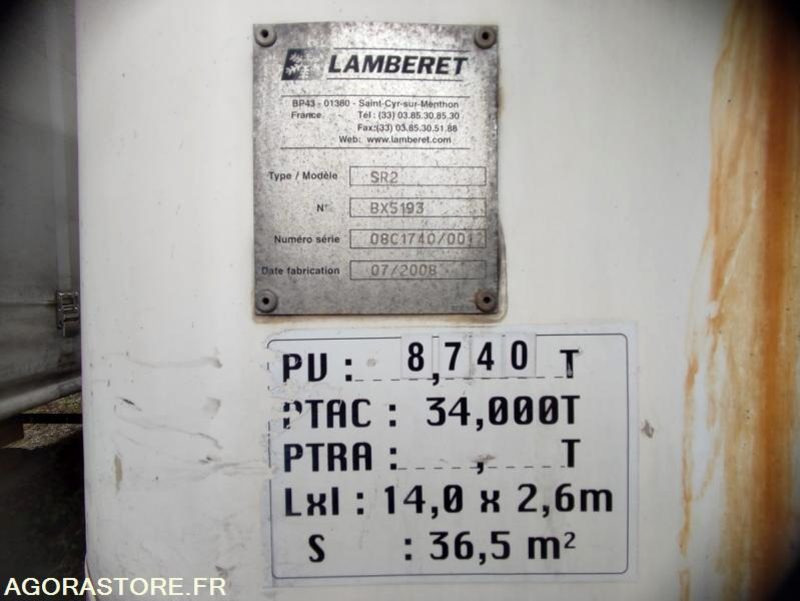 LAMBERET
BP43 - 01380 - Saint-Cyr-sur-Menthon
France Tél : (33) 03.85.30.85.30
Fax:(33) 03.85.30.51.88
Web: www.lamberet.com
Type / Modèle SR2
N° BX5193
Numéro série 08C1740/0012
Date fabrication 07/2008
PV : 8,740 T
PTAC : 34,000T
PTRA : , T
Lxl : 14,0 x 2,6m
S : 36,5 m²
AGORASTORE.FR